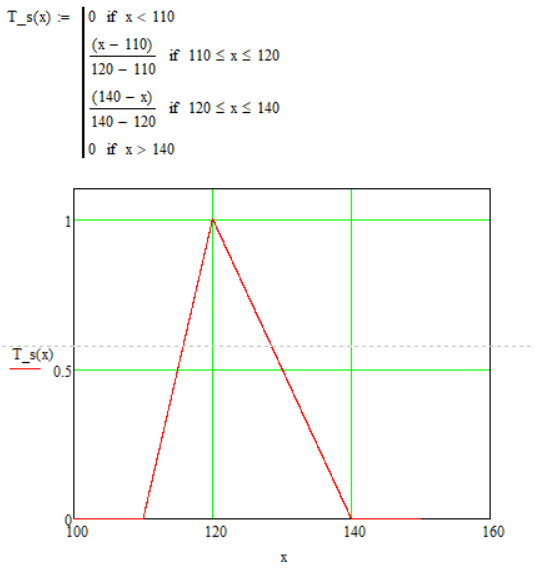 T_s(x) := 0 if x < 110
(x − 110)
120 − 110 if 110 ≤ x ≤ 120
(140 − x)
140 − 120 if 120 ≤ x ≤ 140
0 if x > 140
1
T_s(x)
0.5
0
100 120 140 160
x